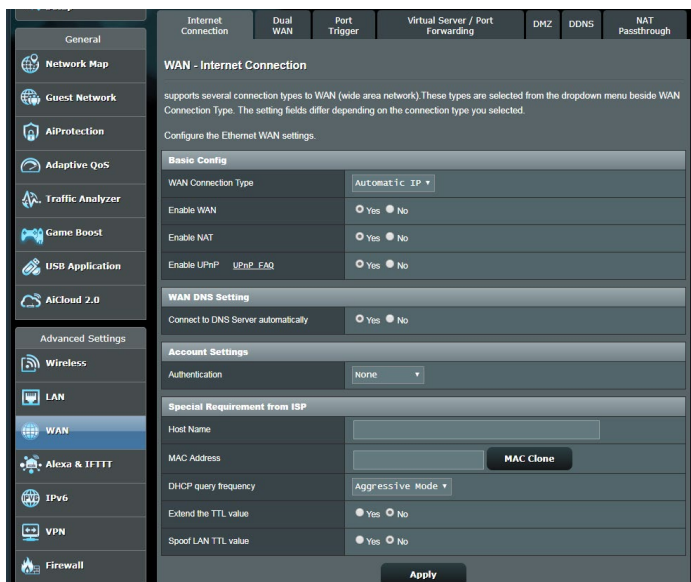 General
Network Map
Guest Network
AiProtection
Adaptive QoS
Traffic Analyzer
Game Boost
USB Application
AiCloud 2.0
Advanced Settings
Wireless
LAN
WAN
Alexa & IFTTT
IPv6
VPN
Firewall
Internet Connection
Dual WAN
Port Trigger
Virtual Server / Port Forwarding
DMZ
DDNS
NAT Passthrough
WAN - Internet Connection
supports several connection types to WAN (wide area network).These types are selected from the dropdown menu beside WAN
Connection Type. The setting fields differ depending on the connection type you selected.
Configure the Ethernet WAN settings.
Basic Config
WAN Connection Type Automatic IP
Enable WAN Yes No
Enable NAT Yes No
Enable UPnP UPnP FAQ Yes No
WAN DNS Setting
Connect to DNS Server automatically Yes No
Account Settings
Authentication None
Special Requirement from ISP
Host Name
MAC Address MAC Clone
DHCP query frequency Aggressive Mode
Extend the TTL value Yes No
Spoof LAN TTL value Yes No
Apply